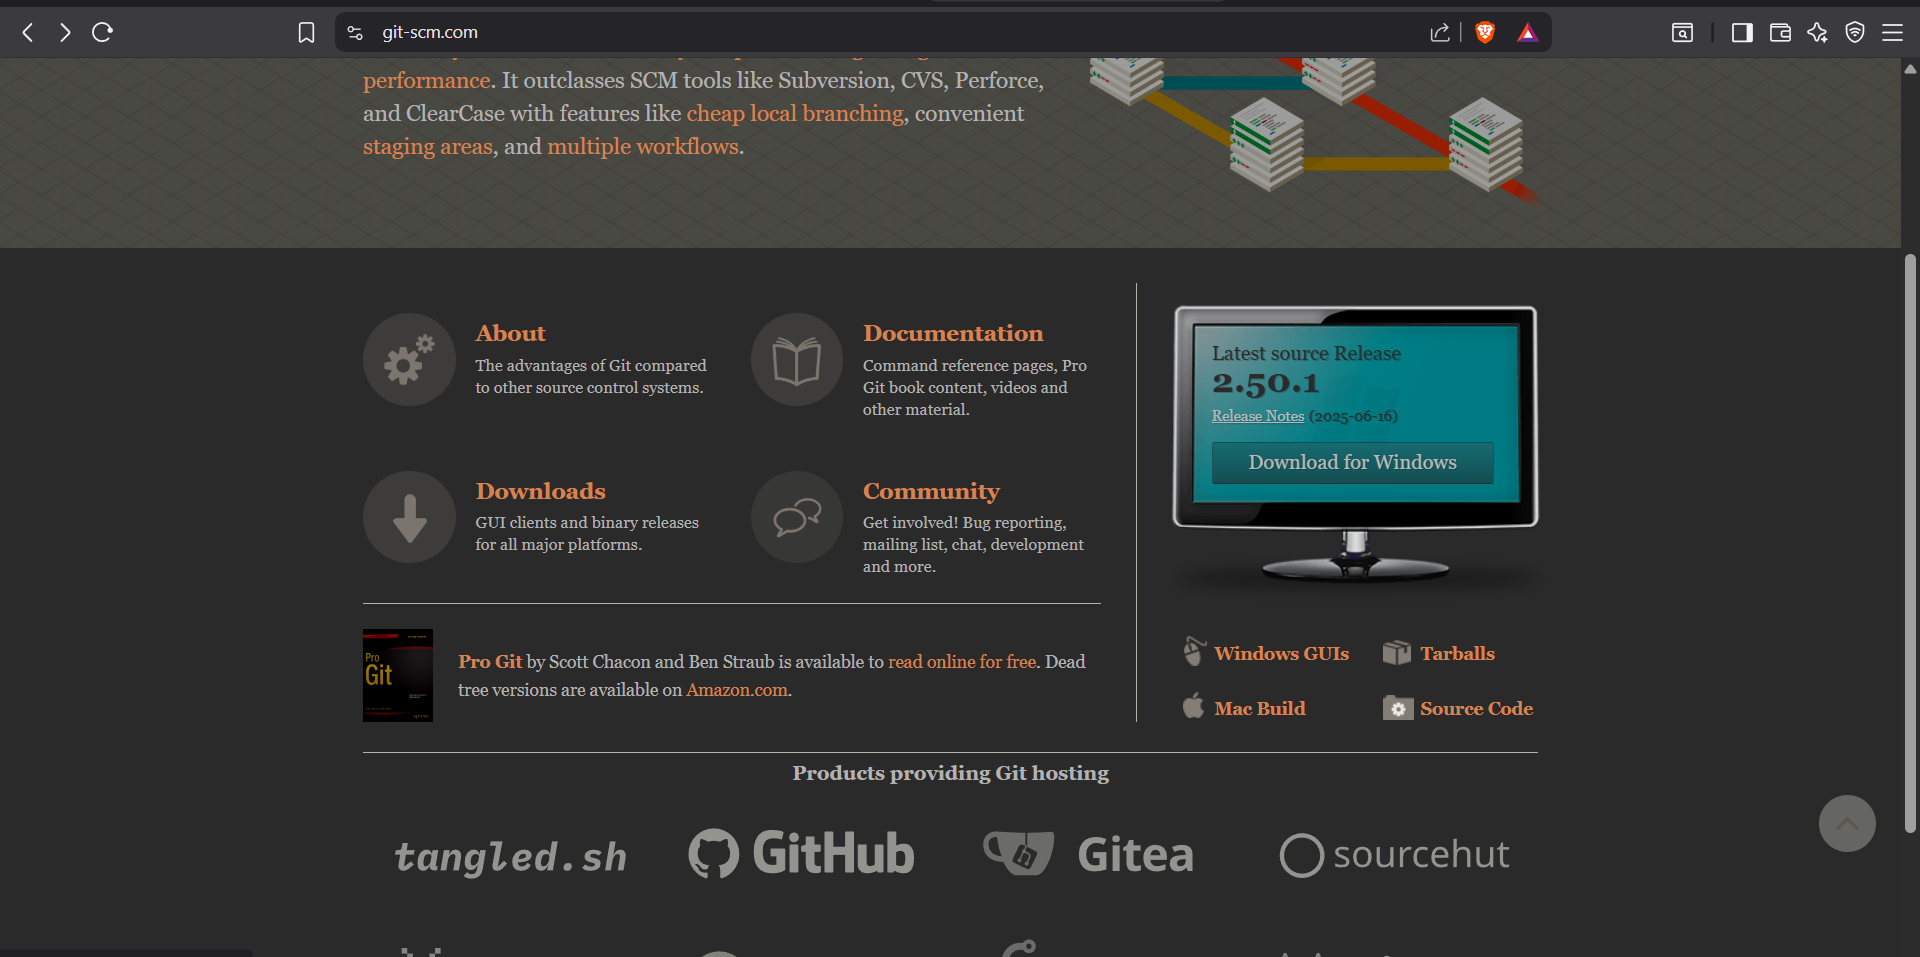 git-scm.com
performance. It outclasses SCM tools like Subversion, CVS, Perforce,
and ClearCase with features like cheap local branching, convenient
staging areas, and multiple workflows.
About
The advantages of Git compared
to other source control systems.
Documentation
Command reference pages, Pro
Git book content, videos and
other material.
Downloads
GUI clients and binary releases
for all major platforms.
Community
Get involved! Bug reporting,
mailing list, chat, development
and more.
Pro
Git
Pro Git by Scott Chacon and Ben Straub is available to read online for free. Dead
tree versions are available on Amazon.com.
Latest source Release
2.50.1
Release Notes (2025-06-16)
Download for Windows
Windows GUIs
Tarballs
Mac Build
Source Code
Products providing Git hosting
tangled.sh
GitHub
Gitea
sourcehut